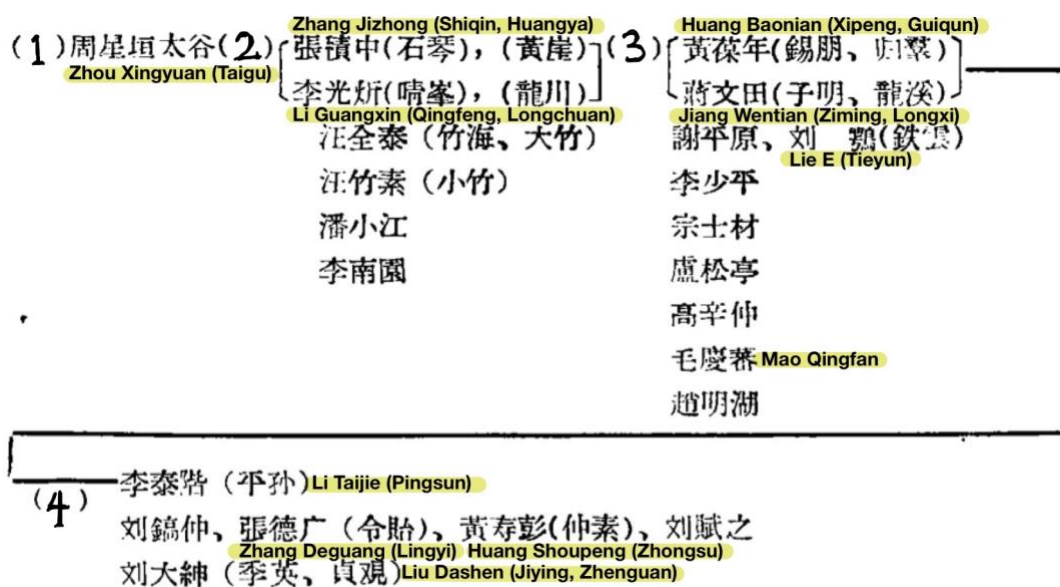 Zhang Jizhong (Shiqin, Huangya) Huang Baonian (Xipeng, Guiqun)
(1)周星垣太谷(2)張積中(石琴),(黃崖)(3)黃葆年(錫朋、归羣)
Zhou Xingyuan (Taigu)
李光炘(晴峯),(龍川) 蔣文田(子明、龍溪)
Li Guangxin (Qingfeng, Longchuan) Jiang Wentian (Ziming, Longxi)
汪全泰(竹海、大竹) 謝平原、刘鶚(鉄雲)
Lie E (Tieyun)
汪竹素(小竹) 李少平
潘小江 宗士材
李南園 盧松亭
高辛仲
毛慶蕃 Mao Qingfan
趙明湖
(4) 李泰階(平孙) Li Taijie (Pingsun)
刘鎬仲、張德广(令貽)、黃寿彭(仲素)、刘賦之
Zhang Deguang (Lingyi) Huang Shoupeng (Zhongsu)
刘大紳(季英、貞观) Liu Dashen (Jiying, Zhenguan)